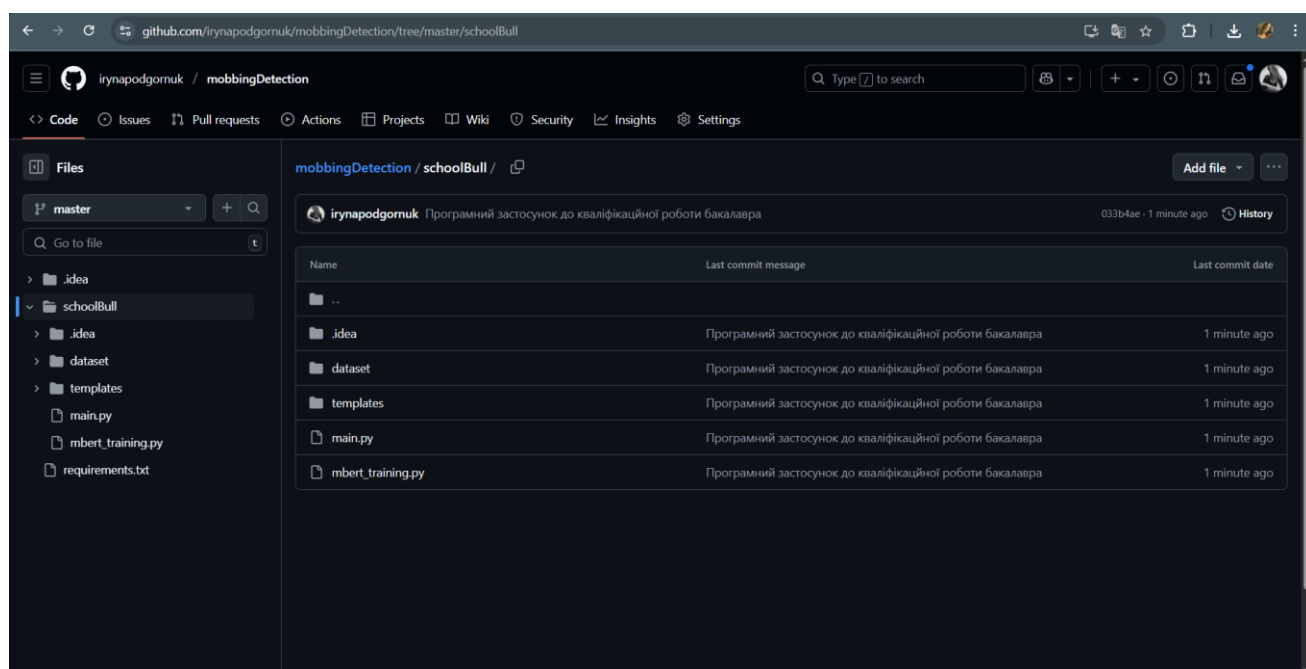 github.com/irynapodgornuk/mobbingDetection/tree/master/schoolBull
irynapodgornuk / mobbingDetection
Type / to search
Code Issues Pull requests Actions Projects Wiki Security Insights Settings
Files
mobbingDetection / schoolBull /
Add file
master
irynapodgornuk Програмний застосунок до кваліфікаційної роботи бакалавра
033b4ae · 1 minute ago History
Go to file t
Name Last commit message Last commit date
.idea
..
schoolBull
.idea
.idea Програмний застосунок до кваліфікаційної роботи бакалавра 1 minute ago
dataset
dataset Програмний застосунок до кваліфікаційної роботи бакалавра 1 minute ago
templates
templates Програмний застосунок до кваліфікаційної роботи бакалавра 1 minute ago
main.py
main.py Програмний застосунок до кваліфікаційної роботи бакалавра 1 minute ago
mbert_training.py
mbert_training.py Програмний застосунок до кваліфікаційної роботи бакалавра 1 minute ago
requirements.txt